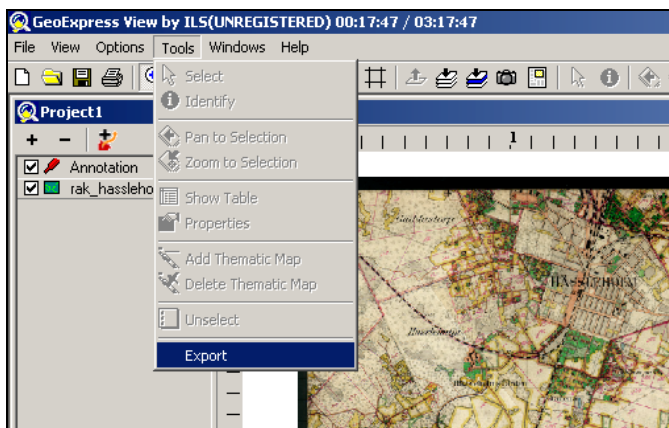 GeoExpress View by ILS(UNREGISTERED) 00:17:47 / 03:17:47
File View Options Tools Windows Help
Project1
Annotation
rak_hassleho
Select
Identify
Pan to Selection
Zoom to Selection
Show Table
Properties
Add Thematic Map
Delete Thematic Map
Unselect
Export
1
HÄSSLEHOLM